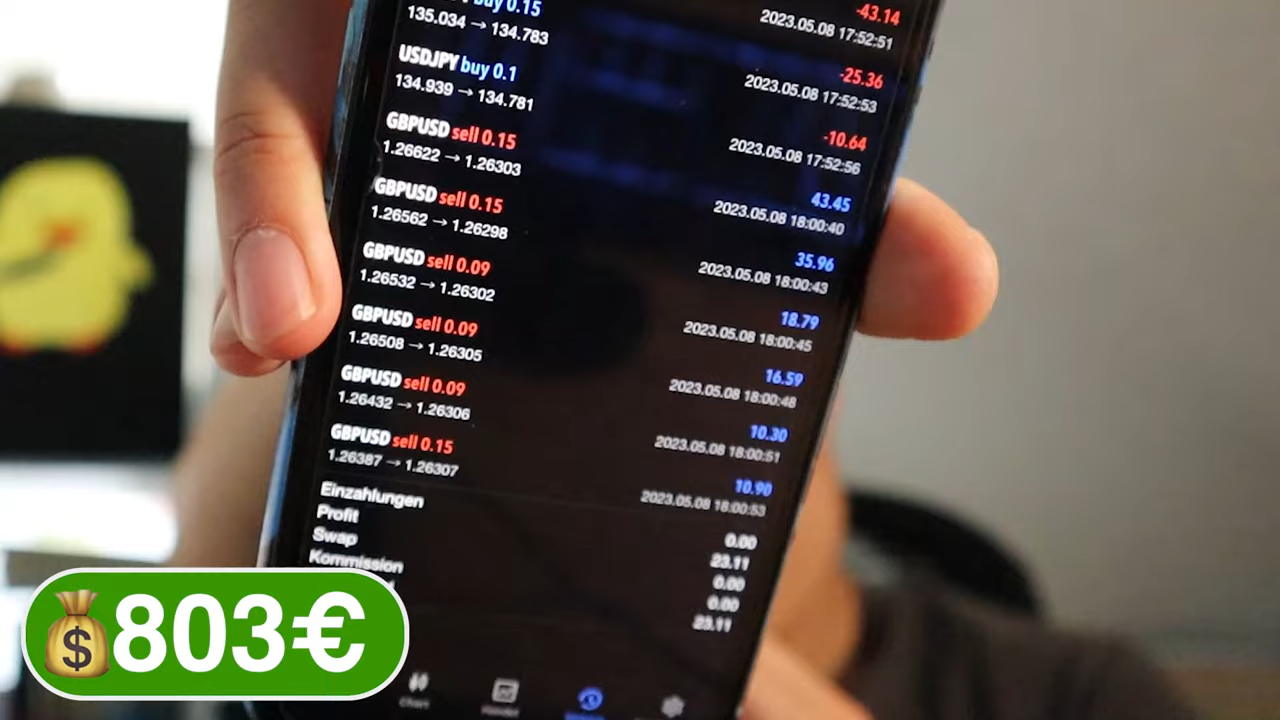 buy 0.15
-43.14
135.034 → 134.783
2023.05.08 17:52:51
USDJPY buy 0.1
-25.36
134.939 → 134.781
2023.05.08 17:52:53
GBPUSD sell 0.15
-10.64
1.26622 → 1.26303
2023.05.08 17:52:56
GBPUSD sell 0.15
43.45
1.26562 → 1.26298
2023.05.08 18:00:40
GBPUSD sell 0.09
35.96
1.26532 → 1.26302
2023.05.08 18:00:43
GBPUSD sell 0.09
18.79
1.26508 → 1.26305
2023.05.08 18:00:45
GBPUSD sell 0.09
16.59
1.26432 → 1.26306
2023.05.08 18:00:48
GBPUSD sell 0.15
10.30
1.26387 → 1.26307
2023.05.08 18:00:51
10.90
2023.05.08 18:00:53
Einzahlungen
0.00
Profit
23.11
Swap
0.00
Kommission
0.00
23.11
Chart
803€